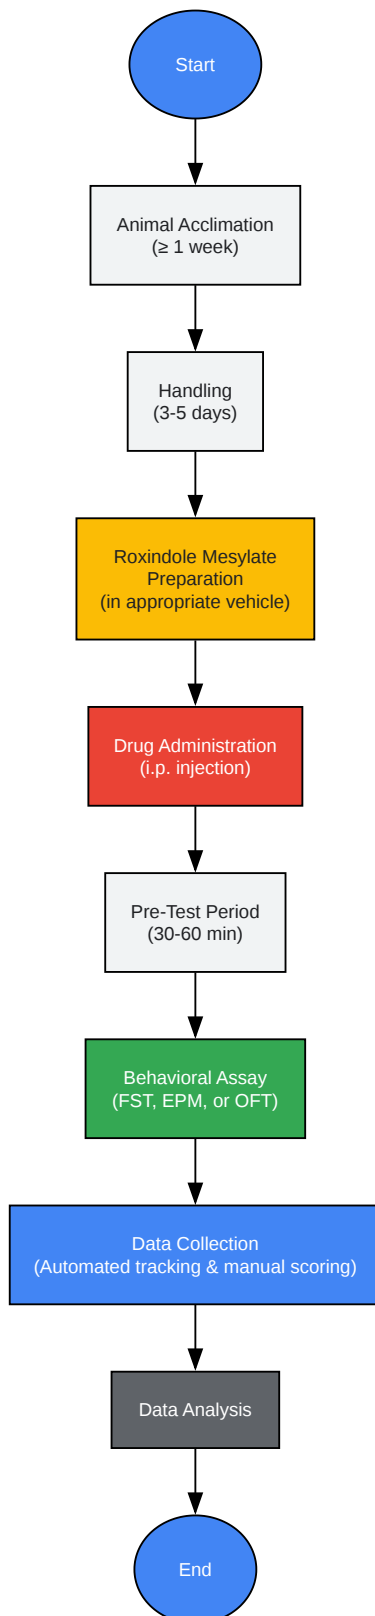 Start
Animal Acclimation
(≥ 1 week)
Handling
(3-5 days)
Roxindole Mesylate
Preparation
(in appropriate vehicle)
Drug Administration
(i.p. injection)
Pre-Test Period
(30-60 min)
Behavioral Assay
(FST, EPM, or OFT)
Data Collection
(Automated tracking & manual scoring)
Data Analysis
End